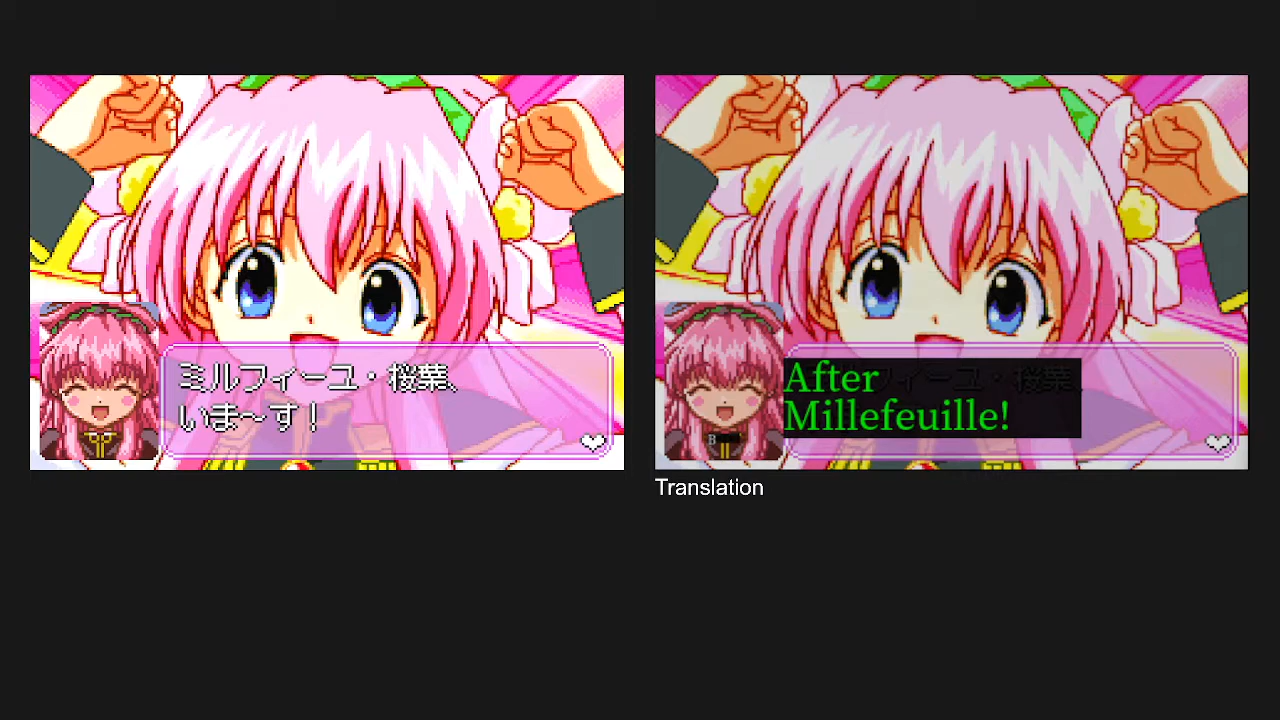 ミルフィーユ・桜葉、
いま〜す！
After
Millefeuille!
B
Translation